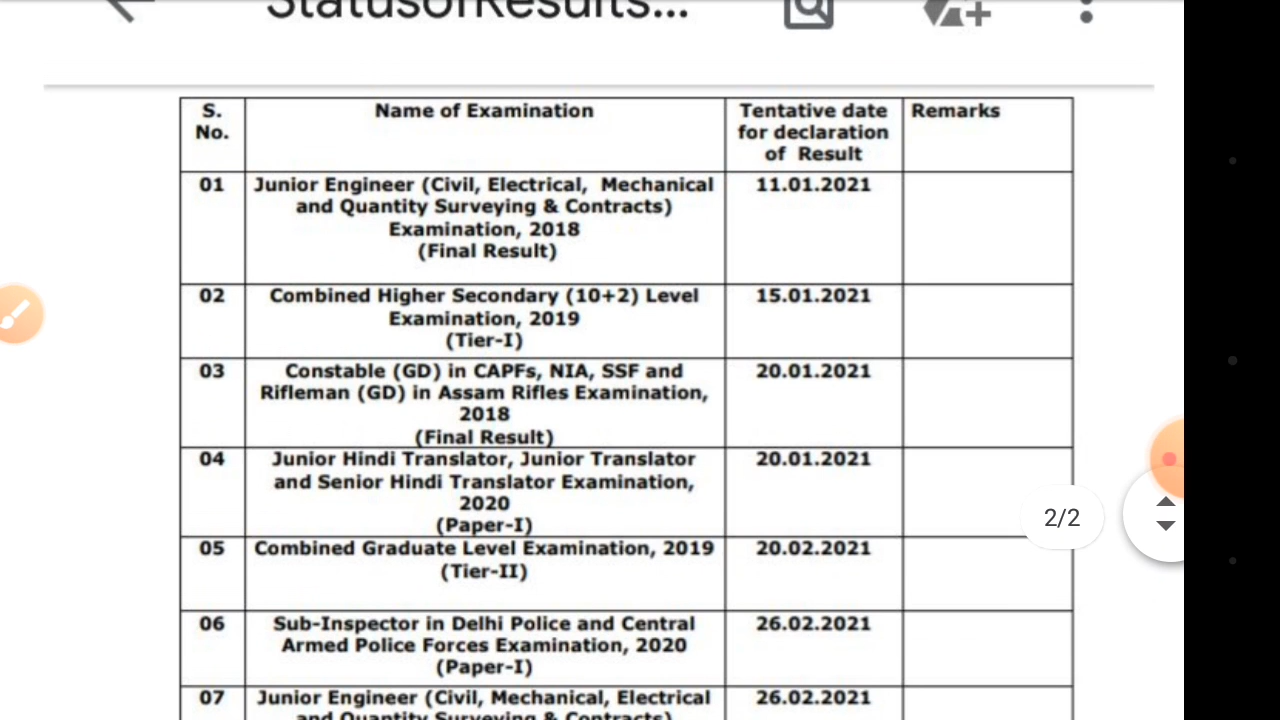 StatusofResults...
S. No.
Name of Examination
Tentative date
for declaration
of Result
Remarks
01
Junior Engineer (Civil, Electrical, Mechanical
and Quantity Surveying & Contracts)
Examination, 2018
(Final Result)
11.01.2021
02
Combined Higher Secondary (10+2) Level
Examination, 2019
(Tier-I)
15.01.2021
03
Constable (GD) in CAPFs, NIA, SSF and
Rifleman (GD) in Assam Rifles Examination,
2018
(Final Result)
20.01.2021
04
Junior Hindi Translator, Junior Translator
and Senior Hindi Translator Examination,
2020
(Paper-I)
20.01.2021
2/2
05
Combined Graduate Level Examination, 2019
(Tier-II)
20.02.2021
06
Sub-Inspector in Delhi Police and Central
Armed Police Forces Examination, 2020
(Paper-I)
26.02.2021
07
Junior Engineer (Civil, Mechanical, Electrical
and Quantity Surveying & Contracts)
26.02.2021